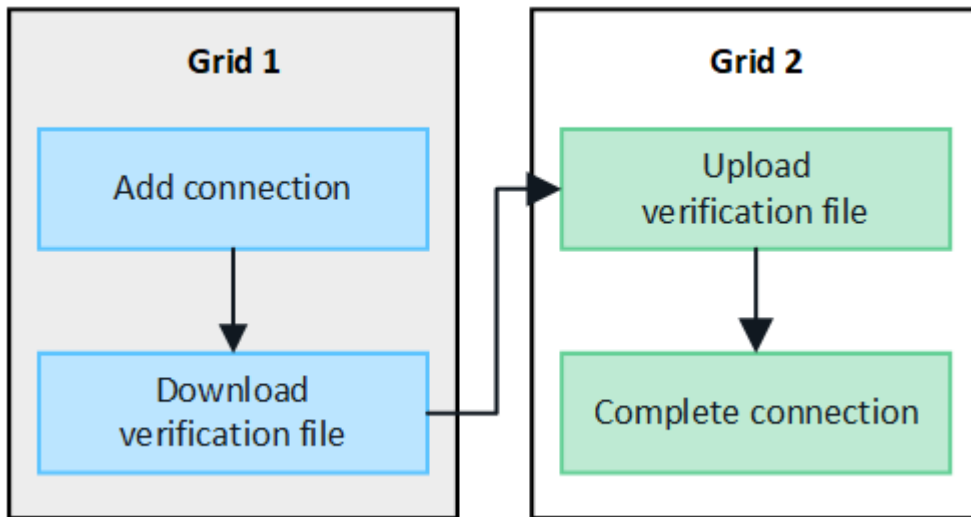 Grid 1
Add connection
Download
verification file
Grid 2
Upload
verification file
Complete connection